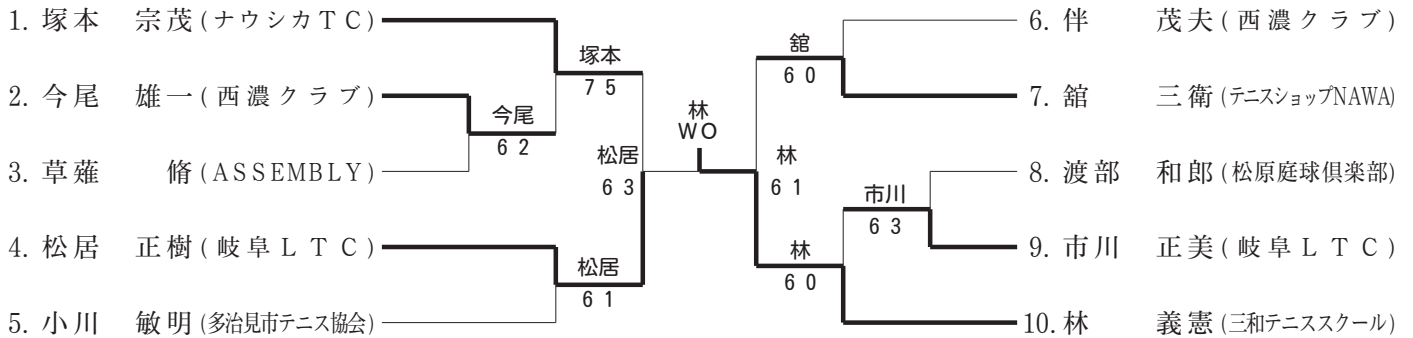 1. 塚本 宗茂 (ナウシカTC)
2. 今尾 雄一 (西濃クラブ)
3. 草薙 脩 (ASSEMBLY)
4. 松居 正樹 (岐阜LTC)
5. 小川 敏明 (多治見市テニス協会)
今尾
6 2
塚本
7 5
松居
6 1
松居
6 3
林
WO
林
6 1
舘
6 0
林
6 0
市川
6 3
6. 伴 茂夫 (西濃クラブ)
7. 舘 三衛 (テニスショップNAWA)
8. 渡部 和郎 (松原庭球倶楽部)
9. 市川 正美 (岐阜LTC)
10. 林 義憲 (三和テニススクール)